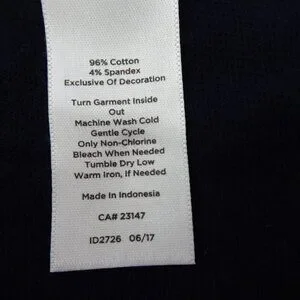 96% Cotton
4% Spandex
Exclusive Of Decoration
Turn Garment Inside
Out
Machine Wash Cold
Gentle Cycle
Only Non-Chlorine
Bleach When Needed
Tumble Dry Low
Warm Iron, If Needed
Made In Indonesia
CA# 23147
ID2726 06/17